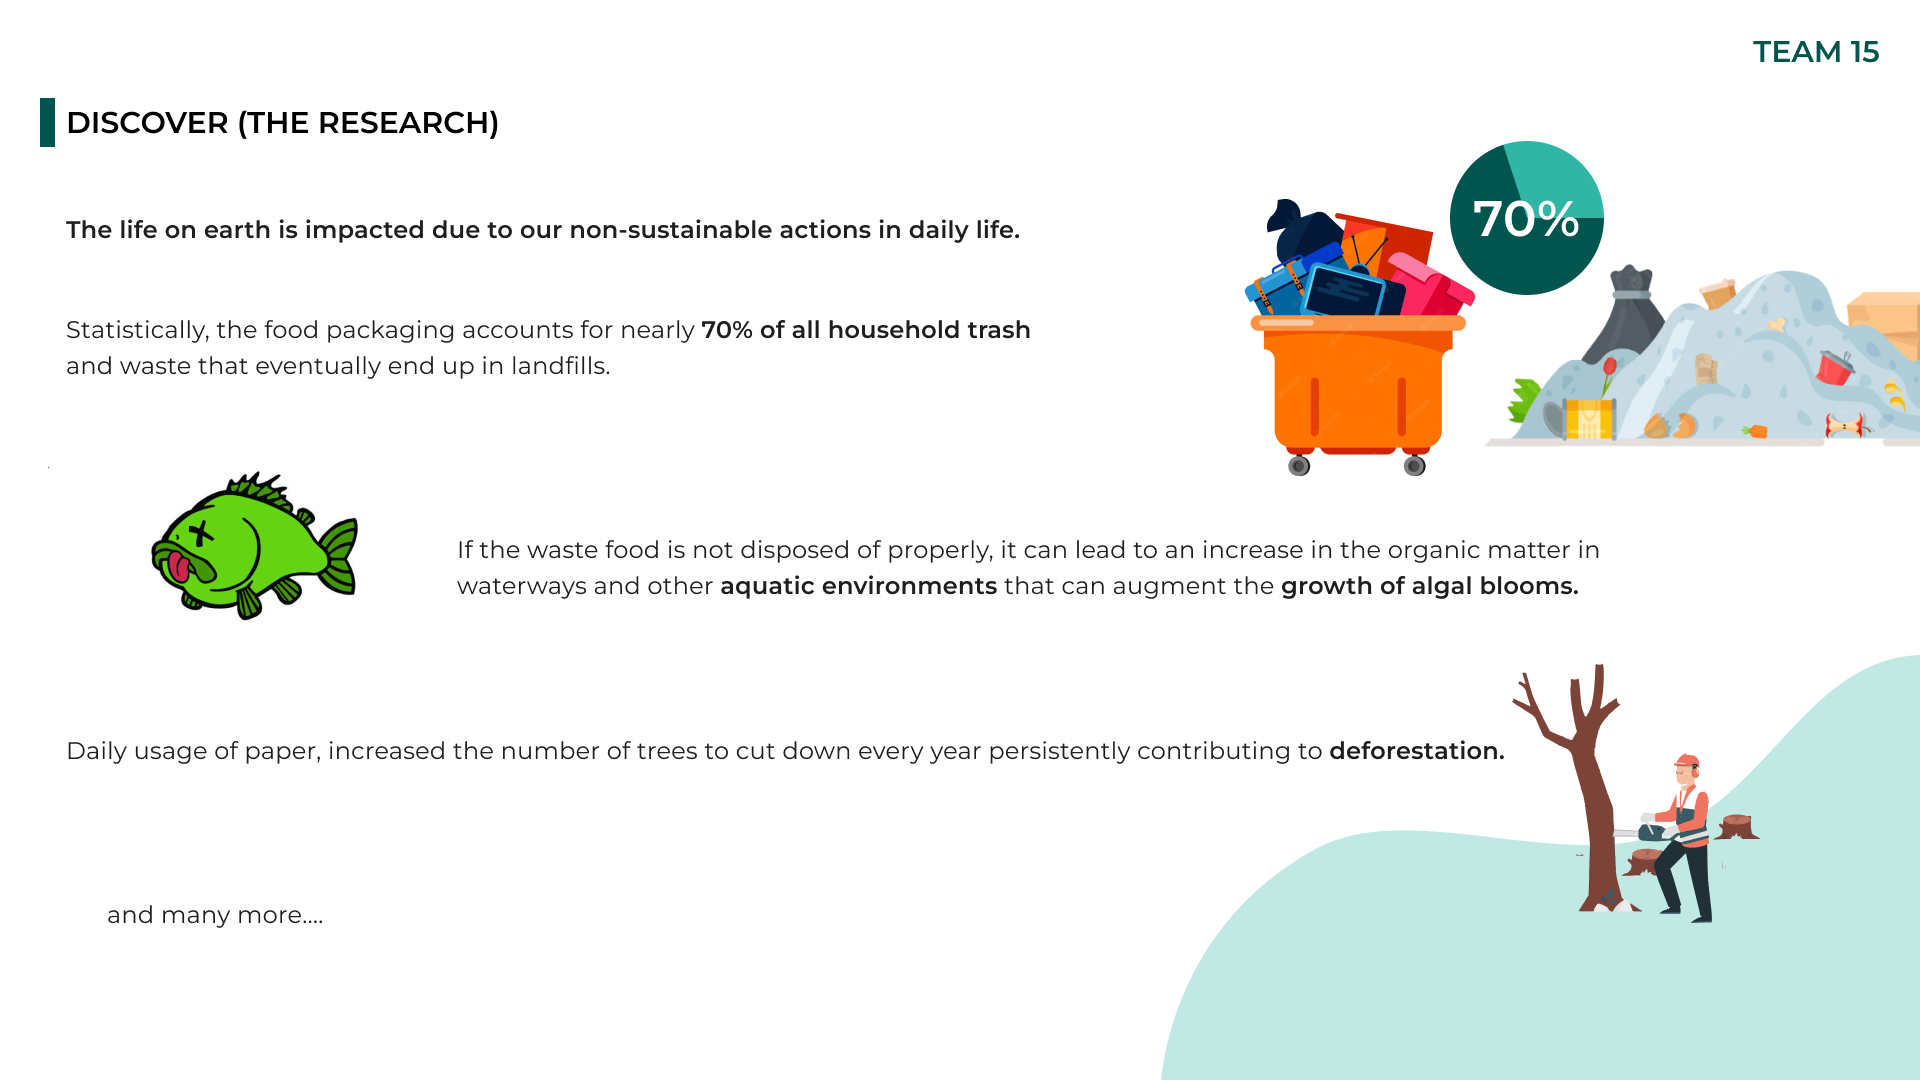 TEAM 15
DISCOVER (THE RESEARCH)
The life on earth is impacted due to our non-sustainable actions in daily life.
70%
Statistically, the food packaging accounts for nearly 70% of all household trash
and waste that eventually end up in landfills.
If the waste food is not disposed of properly, it can lead to an increase in the organic matter in
waterways and other aquatic environments that can augment the growth of algal blooms.
Daily usage of paper, increased the number of trees to cut down every year persistently contributing to deforestation.
and many more....